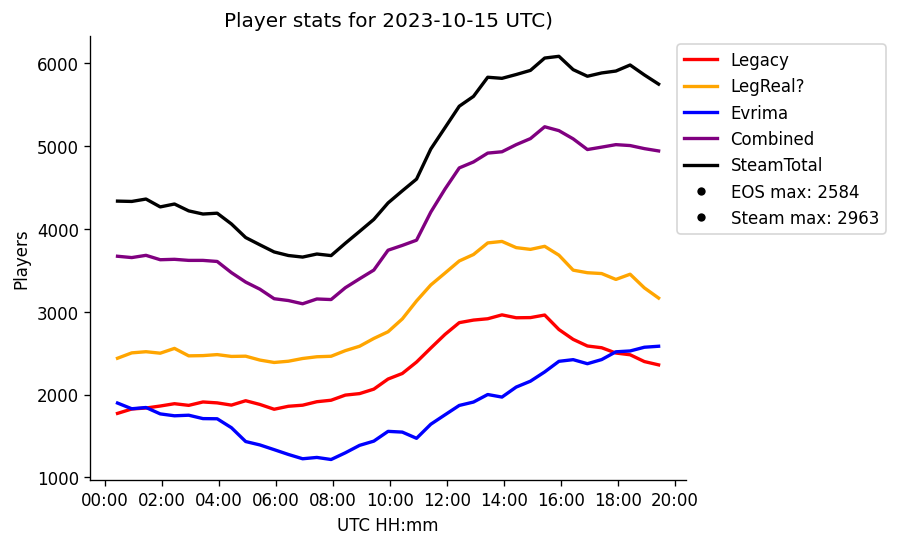 Player stats for 2023-10-15 UTC)
6000
5000
4000
3000
2000
1000
Players
00:00 02:00 04:00 06:00 08:00 10:00 12:00 14:00 16:00 18:00 20:00
UTC HH:mm
Legacy
LegReal?
Evrima
Combined
SteamTotal
EOS max: 2584
Steam max: 2963